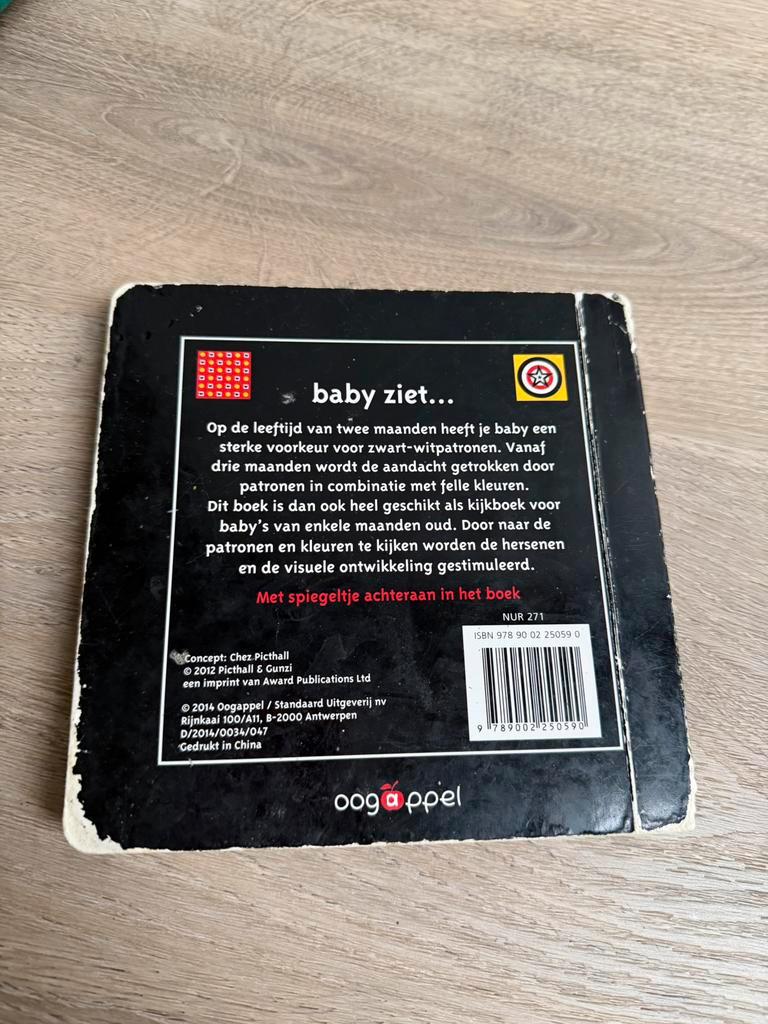 baby ziet...
Op de leeftijd van twee maanden heeft je baby een
sterke voorkeur voor zwart-witpatronen. Vanaf
drie maanden wordt de aandacht getrokken door
patronen in combinatie met felle kleuren.
Dit boek is dan ook heel geschikt als kijkboek voor
baby's van enkele maanden oud. Door naar de
patronen en kleuren te kijken worden de hersenen
en de visuele ontwikkeling gestimuleerd.
Met spiegeltje achteraan in het boek
NUR 271
ISBN 978 90 02 25059 0
9 789002 250590
Concept: Chez Picthall
© 2012 Picthall & Gunzi
een imprint van Award Publications Ltd
© 2014 Oogappel / Standaard Uitgeverij nv
Rijnkaai 100/A11, B-2000 Antwerpen
D/2014/0034/047
Gedrukt in China
oogappel